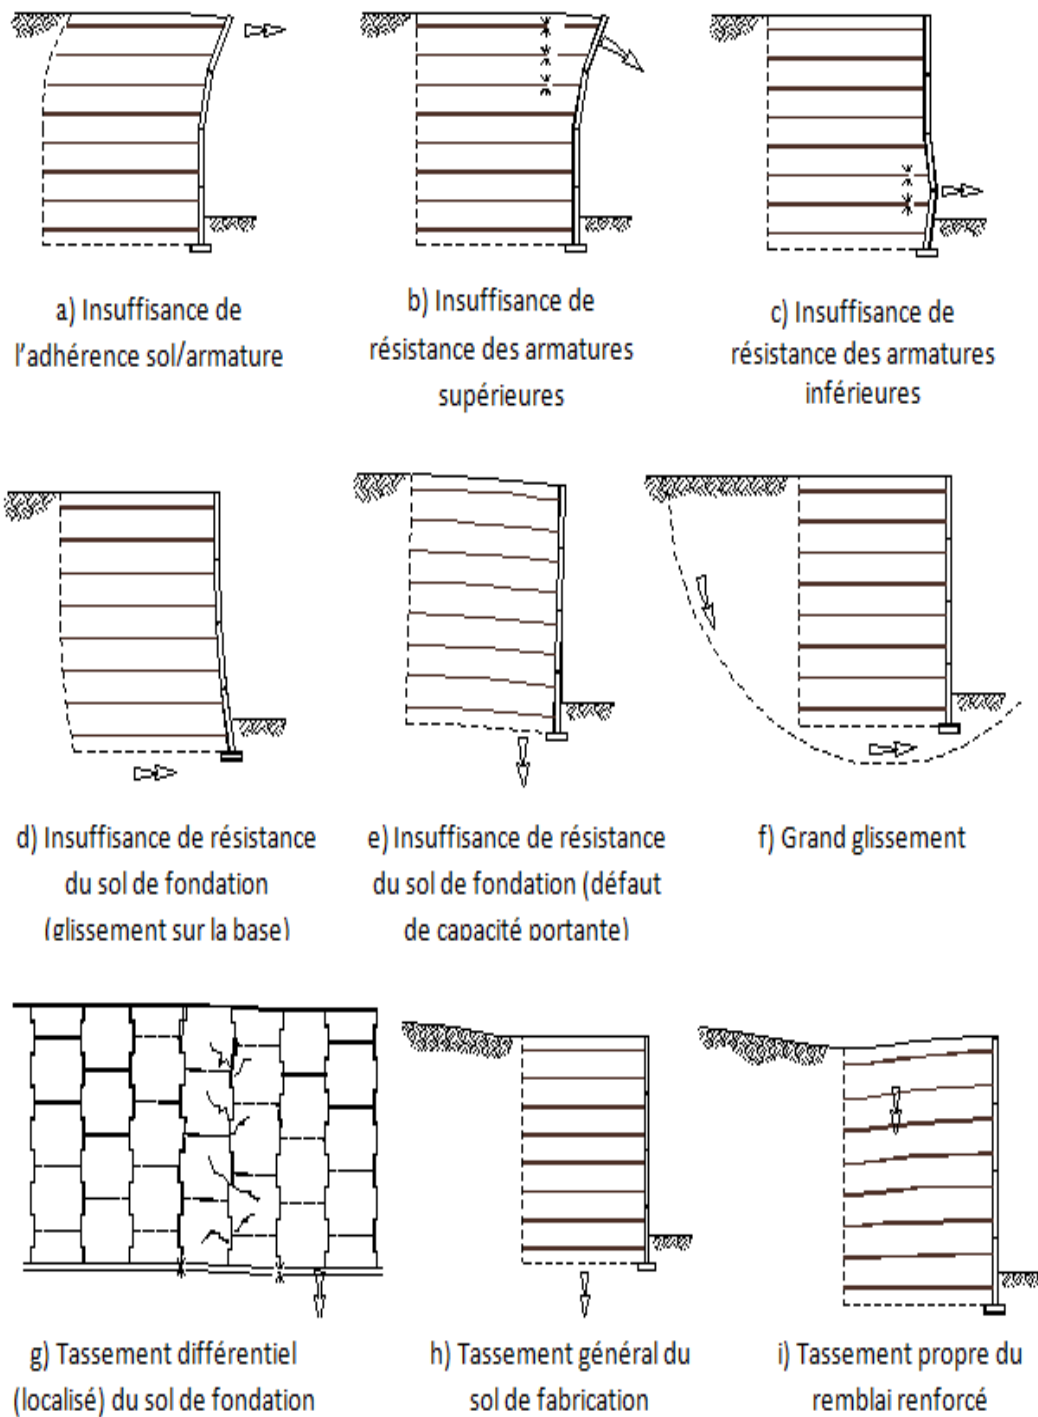 a) Insuffisance de
l'adhérence sol/armature
b) Insuffisance de
résistance des armatures
supérieures
c) Insuffisance de
résistance des armatures
inférieures
d) Insuffisance de résistance
du sol de fondation
(glissement sur la base)
e) Insuffisance de résistance
du sol de fondation (défaut
de capacité portante)
f) Grand glissement
g) Tassement différentiel
(localisé) du sol de fondation
h) Tassement général du
sol de fabrication
i) Tassement propre du
remblai renforcé